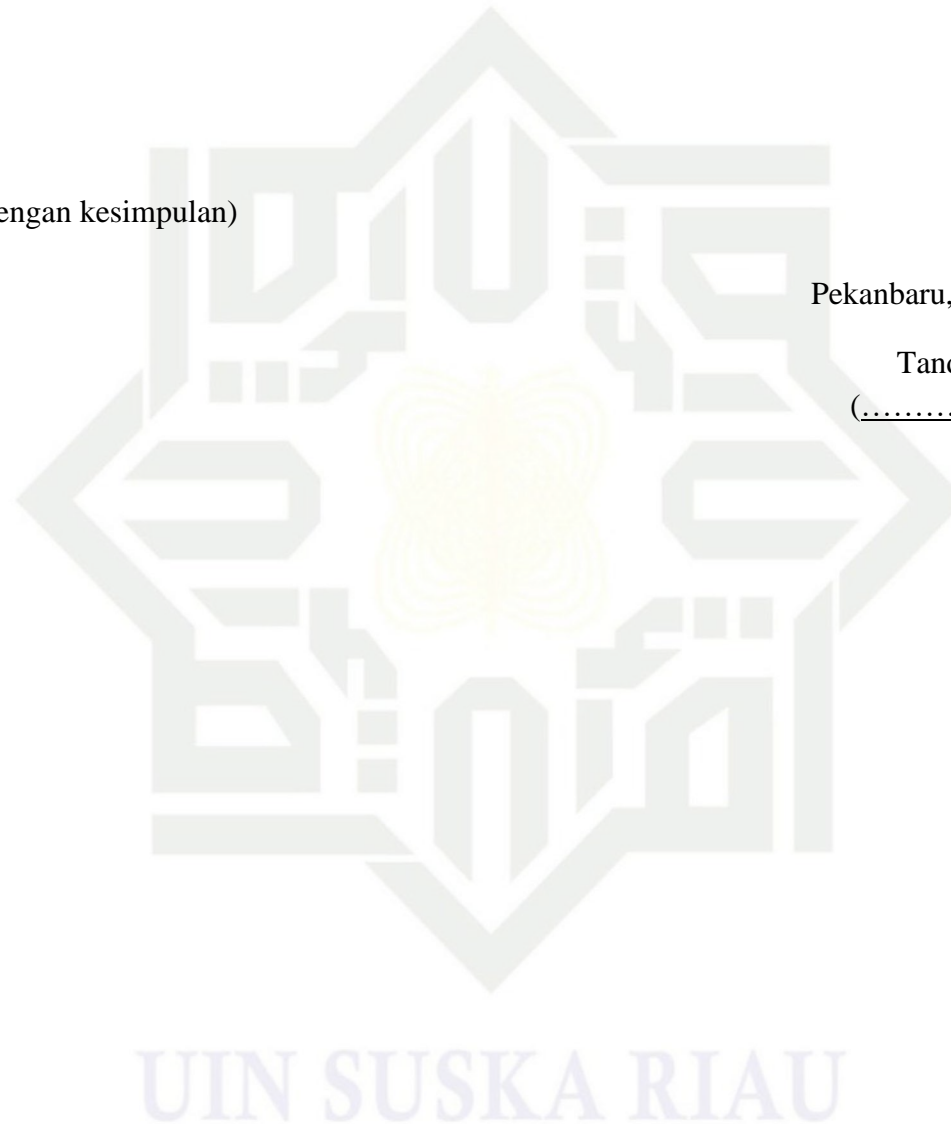 engan kesimpulan)
Pekanbaru,
Tand
(..........
UIN SUSKA RIAU